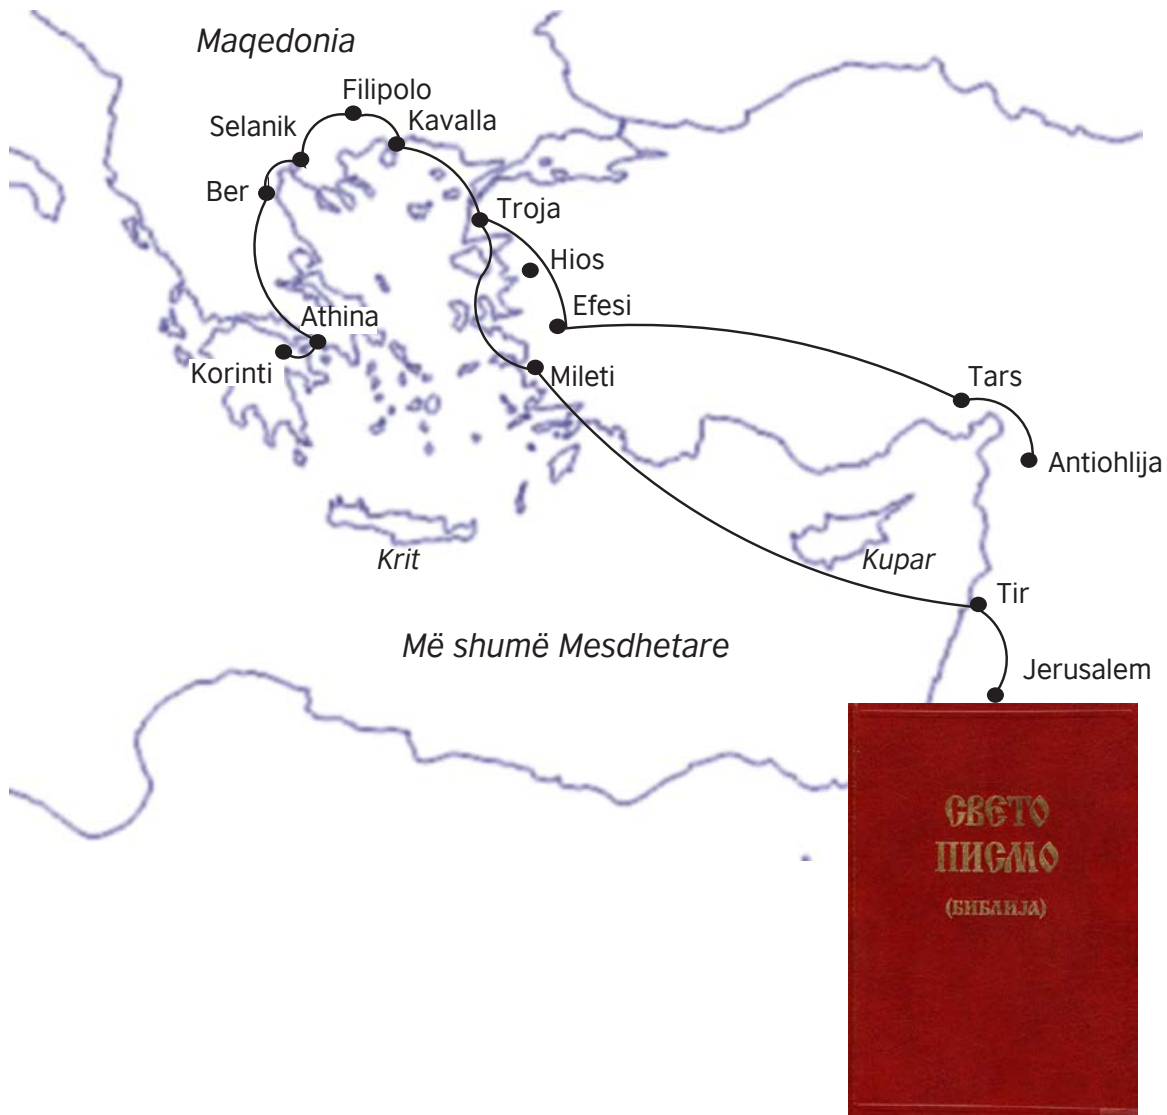 Maqedonia
Filipolo
Kavalla
Selanik
Ber
Troja
Hios
Efesi
Athina
Korinti
Mileti
Tars
Antiohlija
Krit
Kupar
Tir
Më shumë Mesdhetare
Jerusalem
СВЕТО
ПИСМО
(БИБЛИЈА)